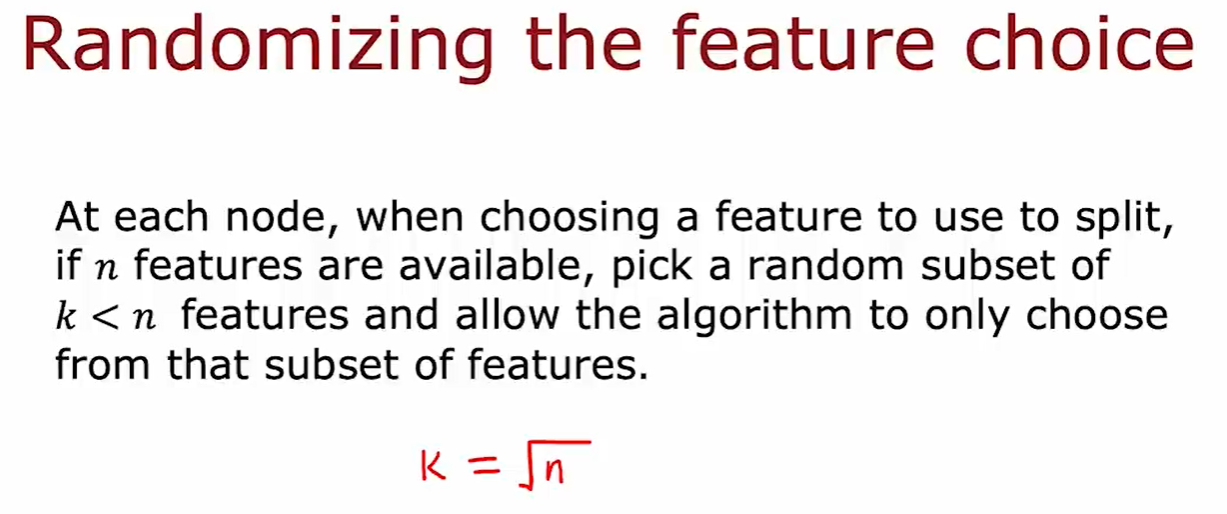 Randomizing the feature choice
At each node, when choosing a feature to use to split,
if n features are available, pick a random subset of
k < n features and allow the algorithm to only choose
from that subset of features.
K = √n